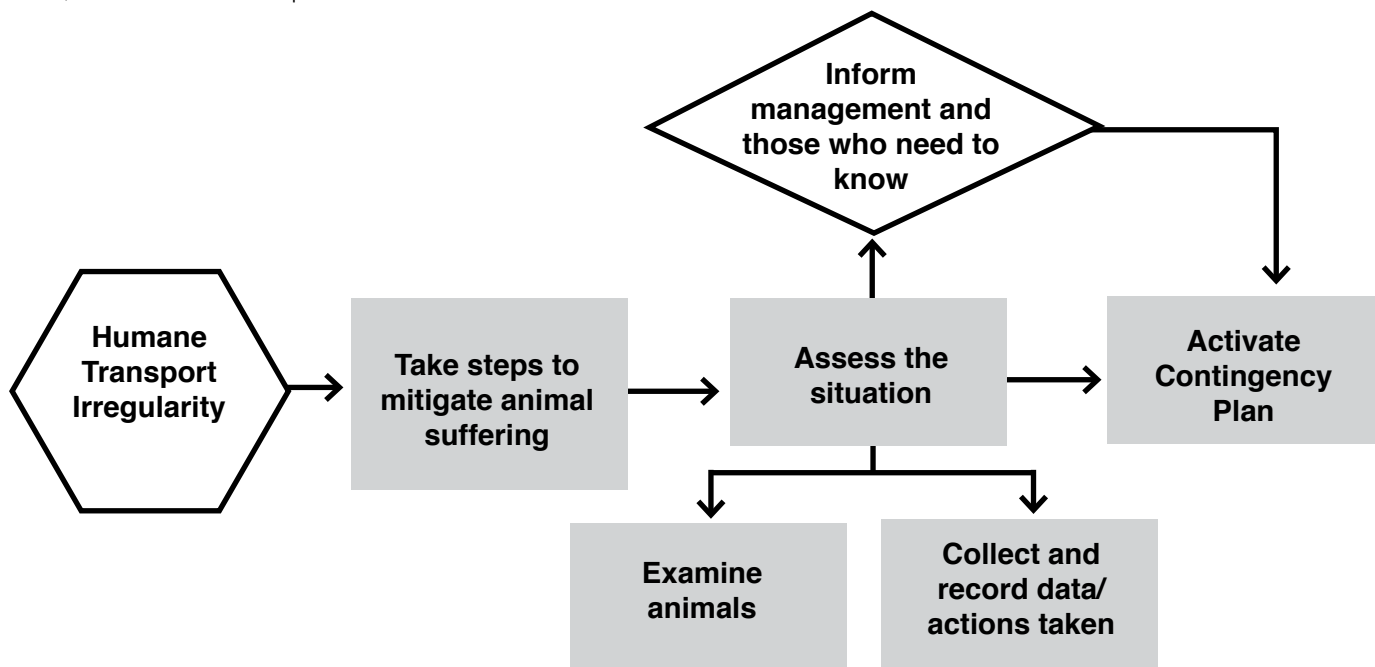 Inform
management and
those who need to
know
Humane
Transport
Irregularity
Take steps to
mitigate animal
suffering
Assess the
situation
Activate
Contingency
Plan
Examine
animals
Collect and
record data/
actions taken